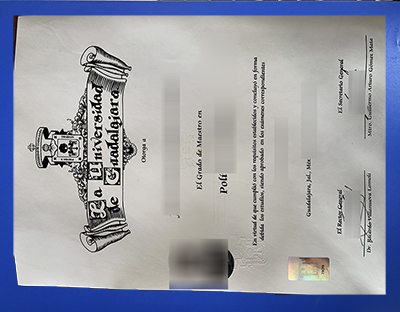 La Universidad
de Guadalajara
Otorga a
El Grado de Maestro en
Polí
En virtud de que cumplió con los requisitos establecidos y concluyó en forma
debida los estudios, siendo aprobado en los exámenes correspondientes
Guadalajara, Jal., Méx
El Rector General
El Secretario General
Dr. Ricardo Villanueva Lomelí
Mtro. Guillermo Arturo Gómez Mata